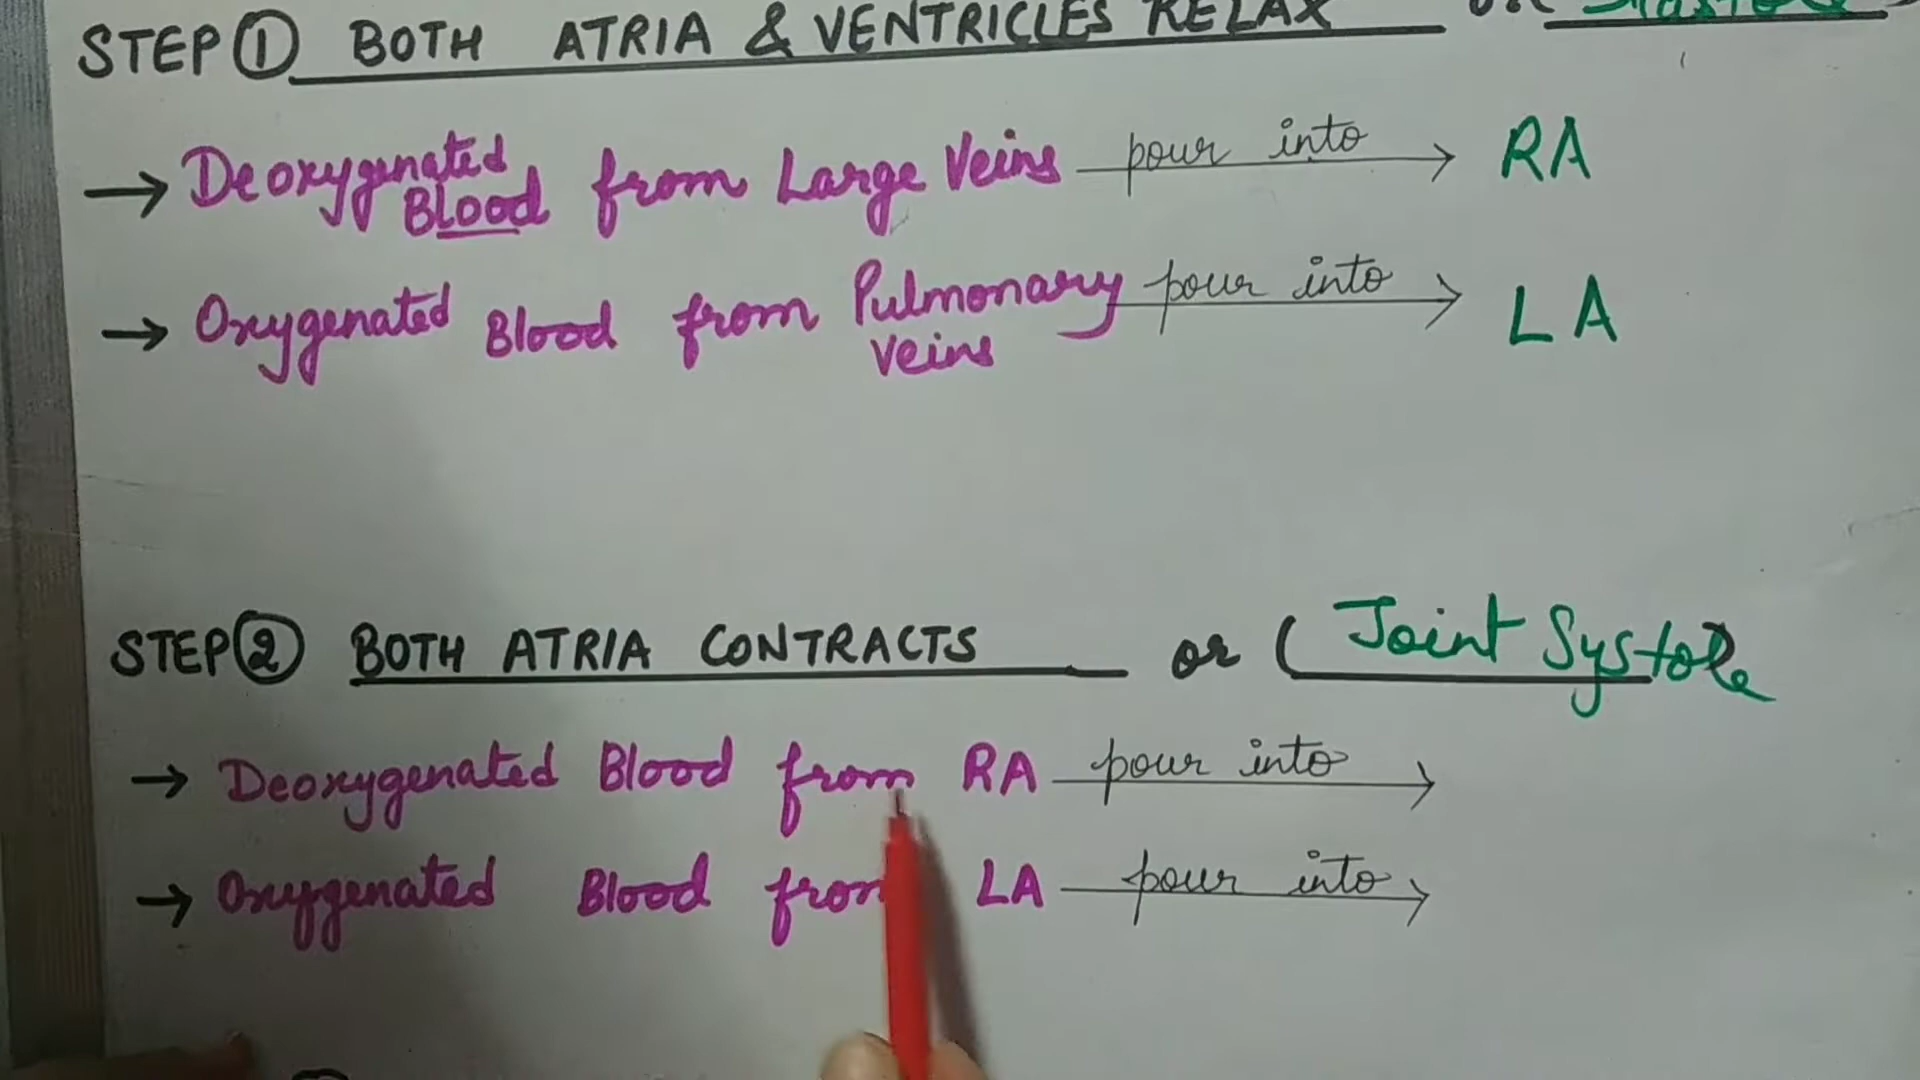 STEP ① BOTH ATRIA & VENTRICLES RELAX or
→ Deoxygenated Blood from Large Veins pour into → RA
→ Oxygenated Blood from Pulmonary Veins pour into → LA
STEP ② BOTH ATRIA CONTRACTS or ( Joint Systole
→ Deoxygenated Blood from RA pour into →
→ Oxygenated Blood from LA pour into →